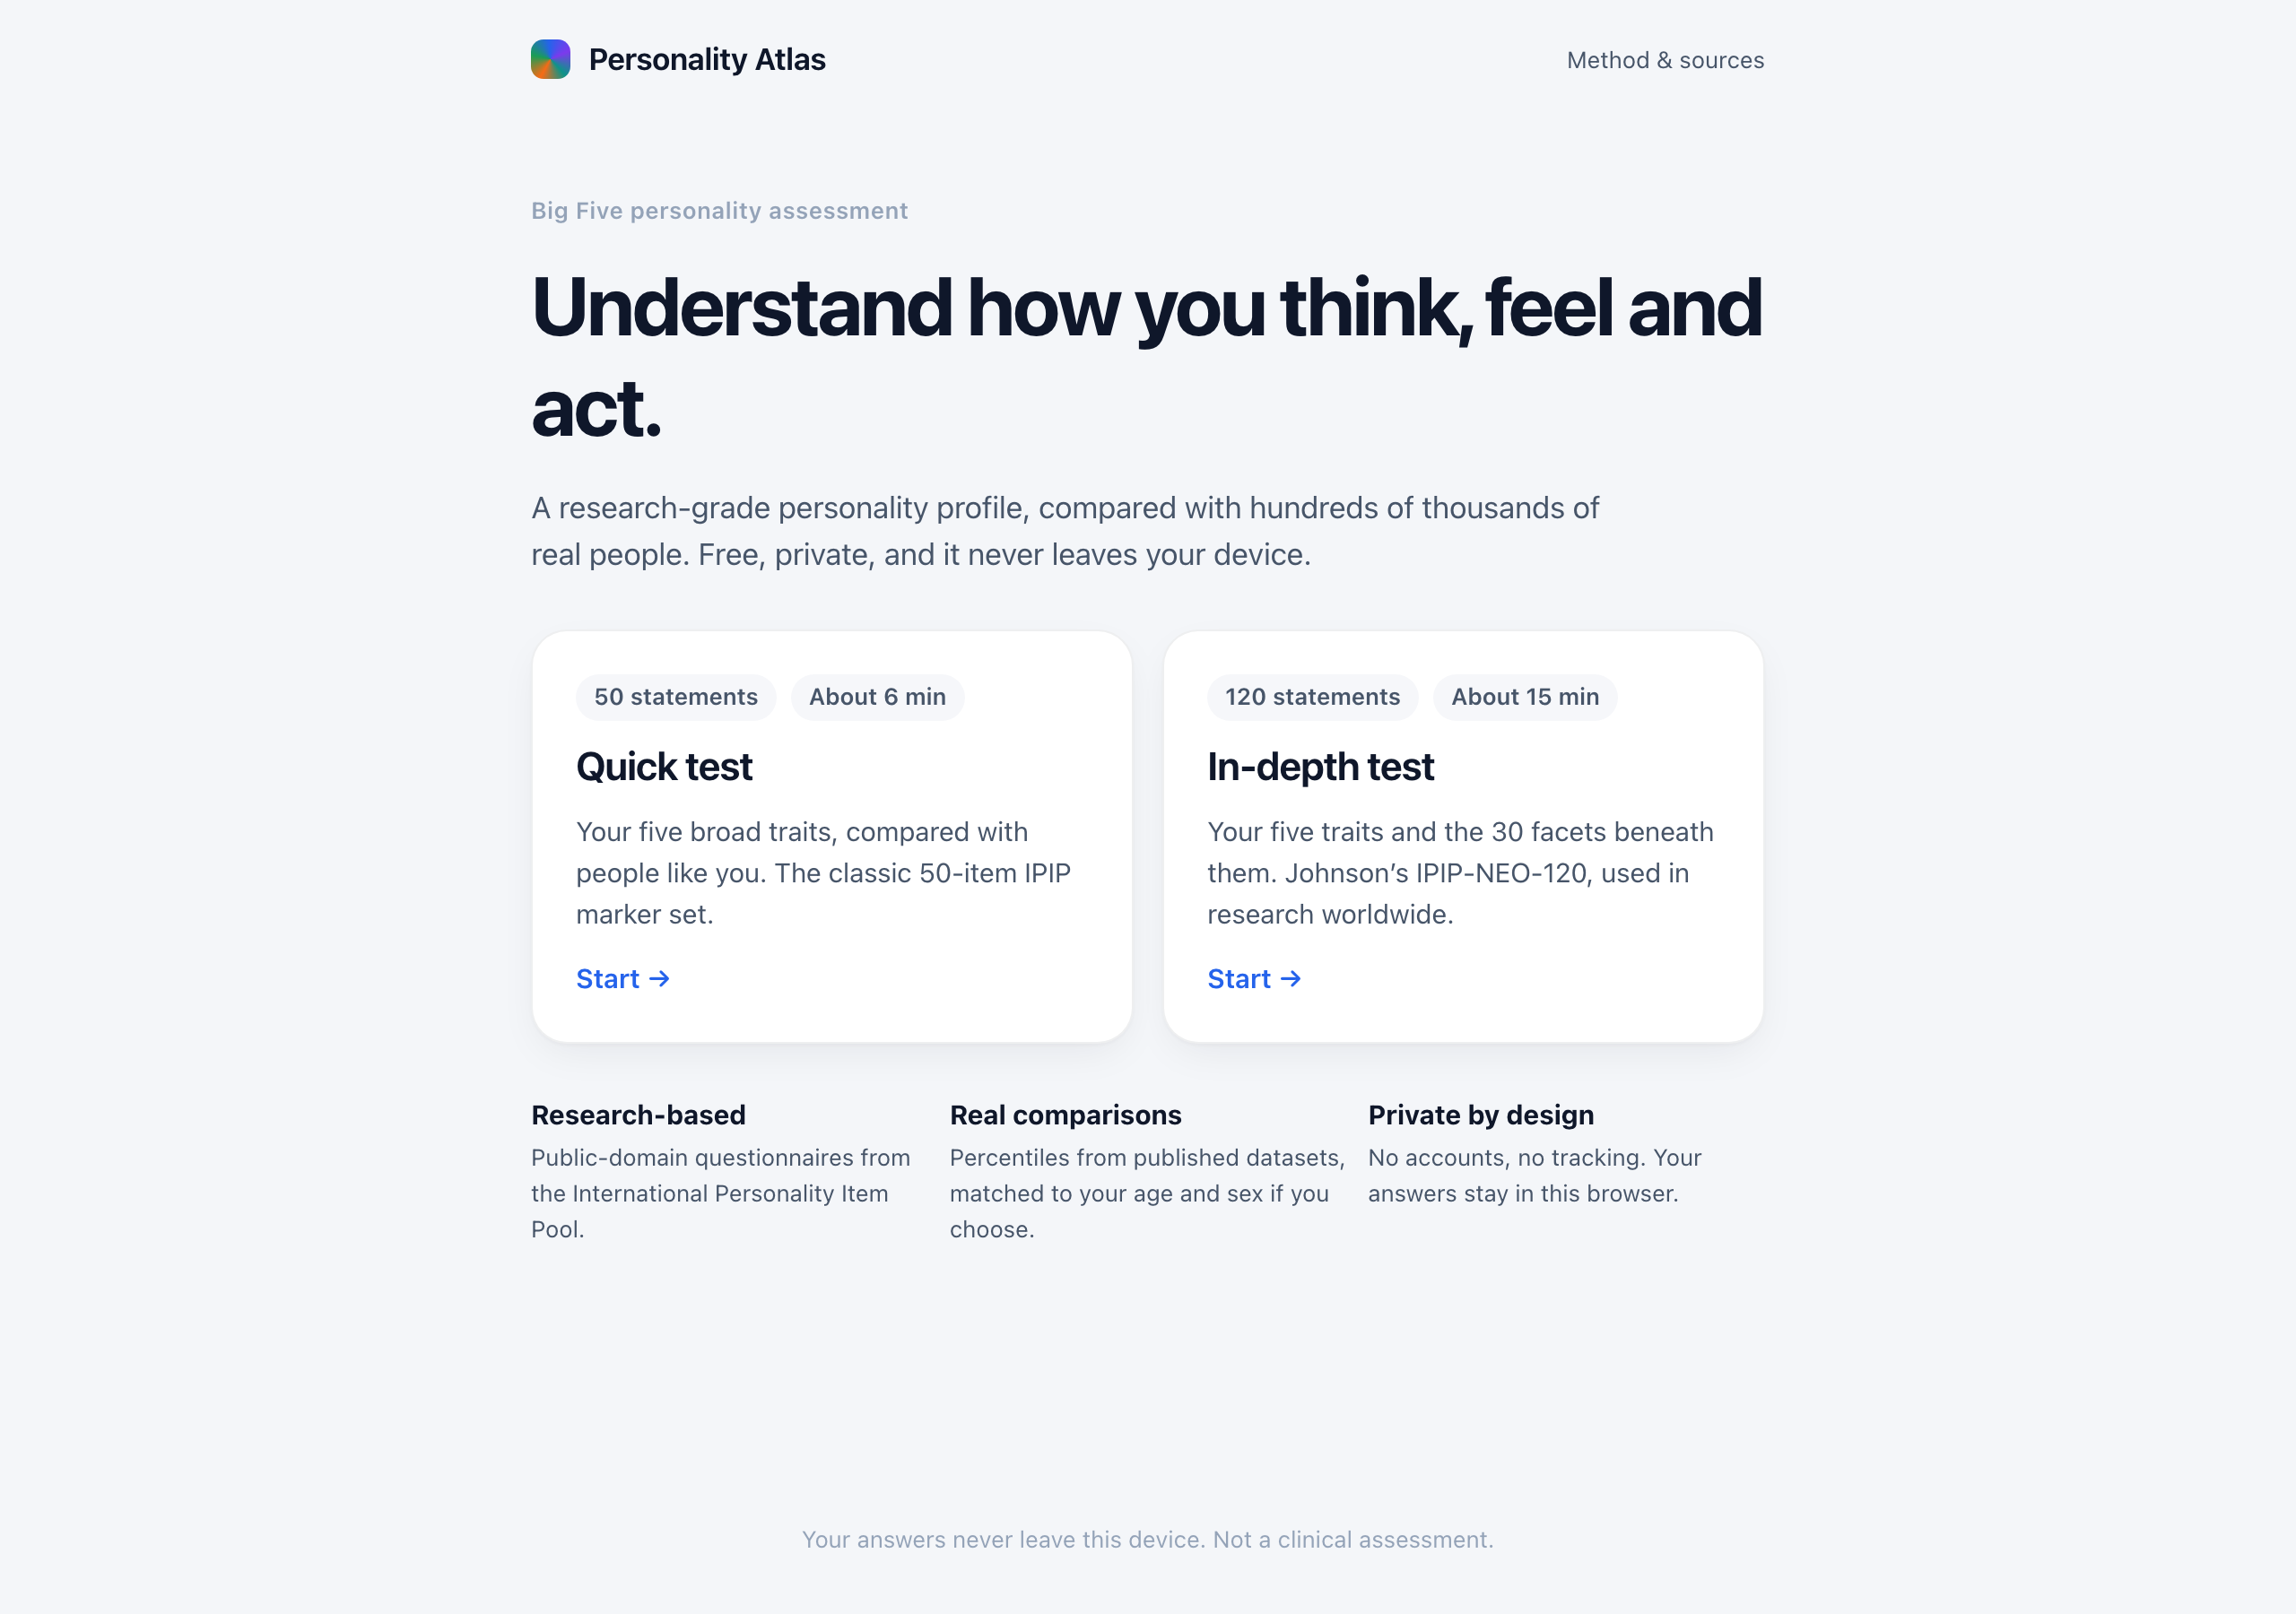 Personality Atlas
Method & sources
Big Five personality assessment
Understand how you think, feel and
act.
A research-grade personality profile, compared with hundreds of thousands of
real people. Free, private, and it never leaves your device.
50 statements
About 6 min
Quick test
Your five broad traits, compared with
people like you. The classic 50-item IPIP
marker set.
Start →
120 statements
About 15 min
In-depth test
Your five traits and the 30 facets beneath
them. Johnson’s IPIP-NEO-120, used in
research worldwide.
Start →
Research-based
Public-domain questionnaires from
the International Personality Item
Pool.
Real comparisons
Percentiles from published datasets,
matched to your age and sex if you
choose.
Private by design
No accounts, no tracking. Your
answers stay in this browser.
Your answers never leave this device. Not a clinical assessment.